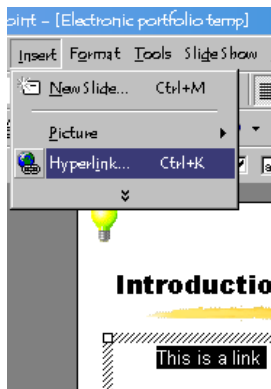 oint - [Electronic portfolio temp]
Insert Format Tools Slide Show
New Slide... Ctrl+M
Picture
Hyperlink... Ctrl+K
Introductio
This is a link